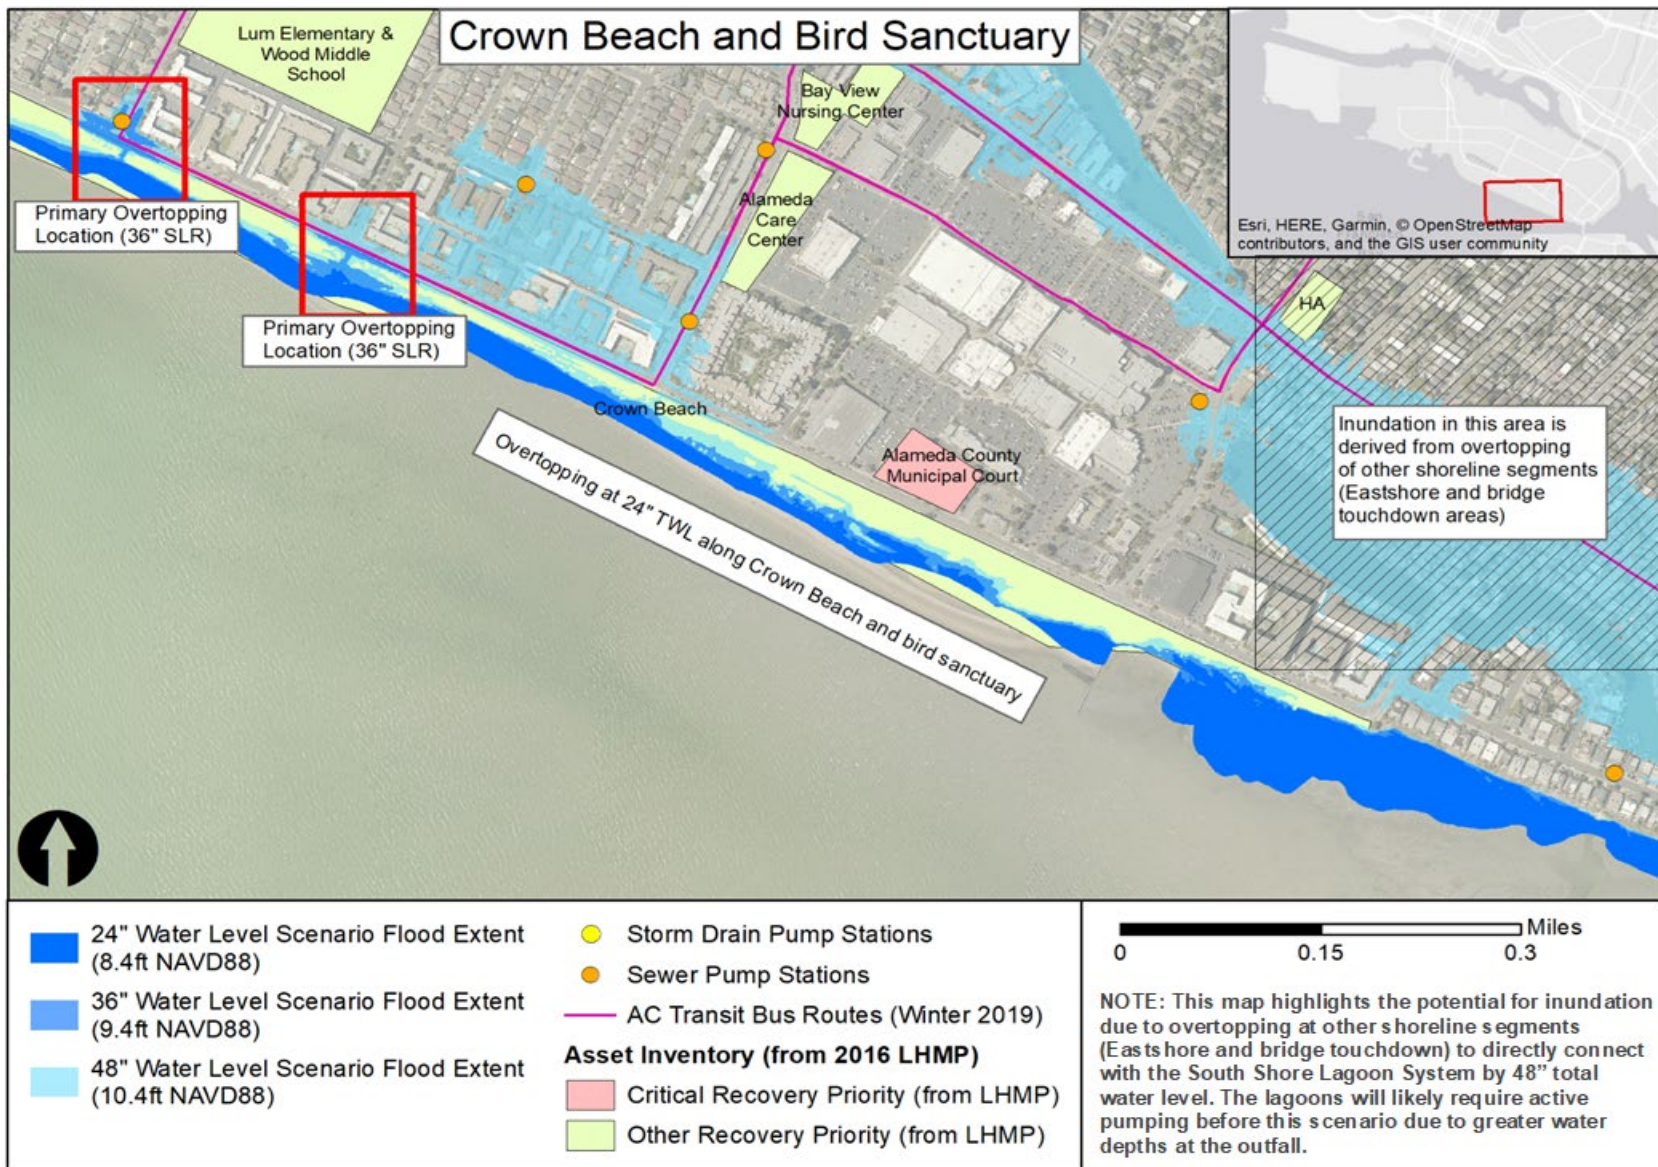 Crown Beach and Bird Sanctuary
Lum Elementary &
Wood Middle
School
Bay View
Nursing Center
Esri, HERE, Garmin, © OpenStreetMap
contributors, and the GIS user community
Primary Overtopping
Location (36" SLR)
Alameda
Care
Center
HA
Primary Overtopping
Location (36" SLR)
Crown Beach
Inundation in this area is
derived from overtopping
of other shoreline segments
(Eastshore and bridge
touchdown areas)
Alameda County
Municipal Court
Overtopping at 24" TWL along Crown Beach and bird sanctuary
24" Water Level Scenario Flood Extent
(8.4ft NAVD88)
36" Water Level Scenario Flood Extent
(9.4ft NAVD88)
48" Water Level Scenario Flood Extent
(10.4ft NAVD88)
Storm Drain Pump Stations
Sewer Pump Stations
AC Transit Bus Routes (Winter 2019)
Asset Inventory (from 2016 LHMP)
Critical Recovery Priority (from LHMP)
Other Recovery Priority (from LHMP)
Miles
0 0.15 0.3
NOTE: This map highlights the potential for inundation
due to overtopping at other shoreline segments
(Eastshore and bridge touchdown) to directly connect
with the South Shore Lagoon System by 48” total
water level. The lagoons will likely require active
pumping before this scenario due to greater water
depths at the outfall.